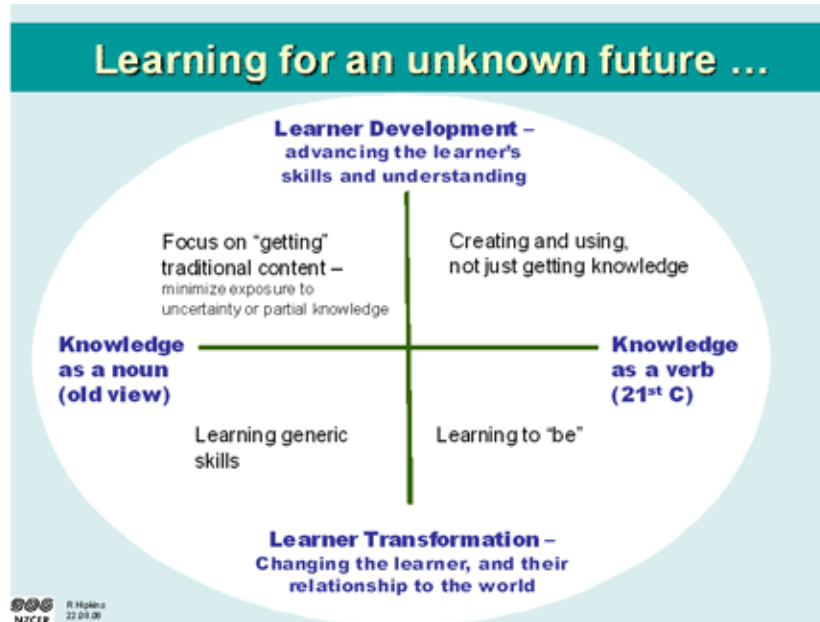 Learning for an unknown future ...
Learner Development –
advancing the learner's
skills and understanding
Focus on “getting”
traditional content –
minimize exposure to
uncertainty or partial knowledge
Creating and using,
not just getting knowledge
Knowledge
as a noun
(old view)
Knowledge
as a verb
(21st C)
Learning generic
skills
Learning to “be”
Learner Transformation –
Changing the learner, and their
relationship to the world
R Hipkins
NZCER